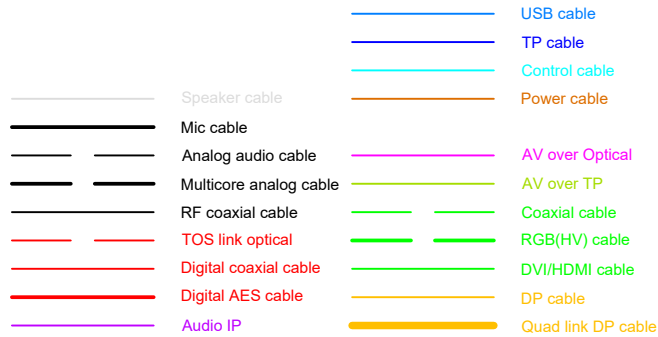 USB cable
TP cable
Control cable
Speaker cable
Power cable
Mic cable
Analog audio cable
AV over Optical
Multicore analog cable
AV over TP
RF coaxial cable
Coaxial cable
TOS link optical
RGB(HV) cable
Digital coaxial cable
DVI/HDMI cable
Digital AES cable
DP cable
Audio IP
Quad link DP cable